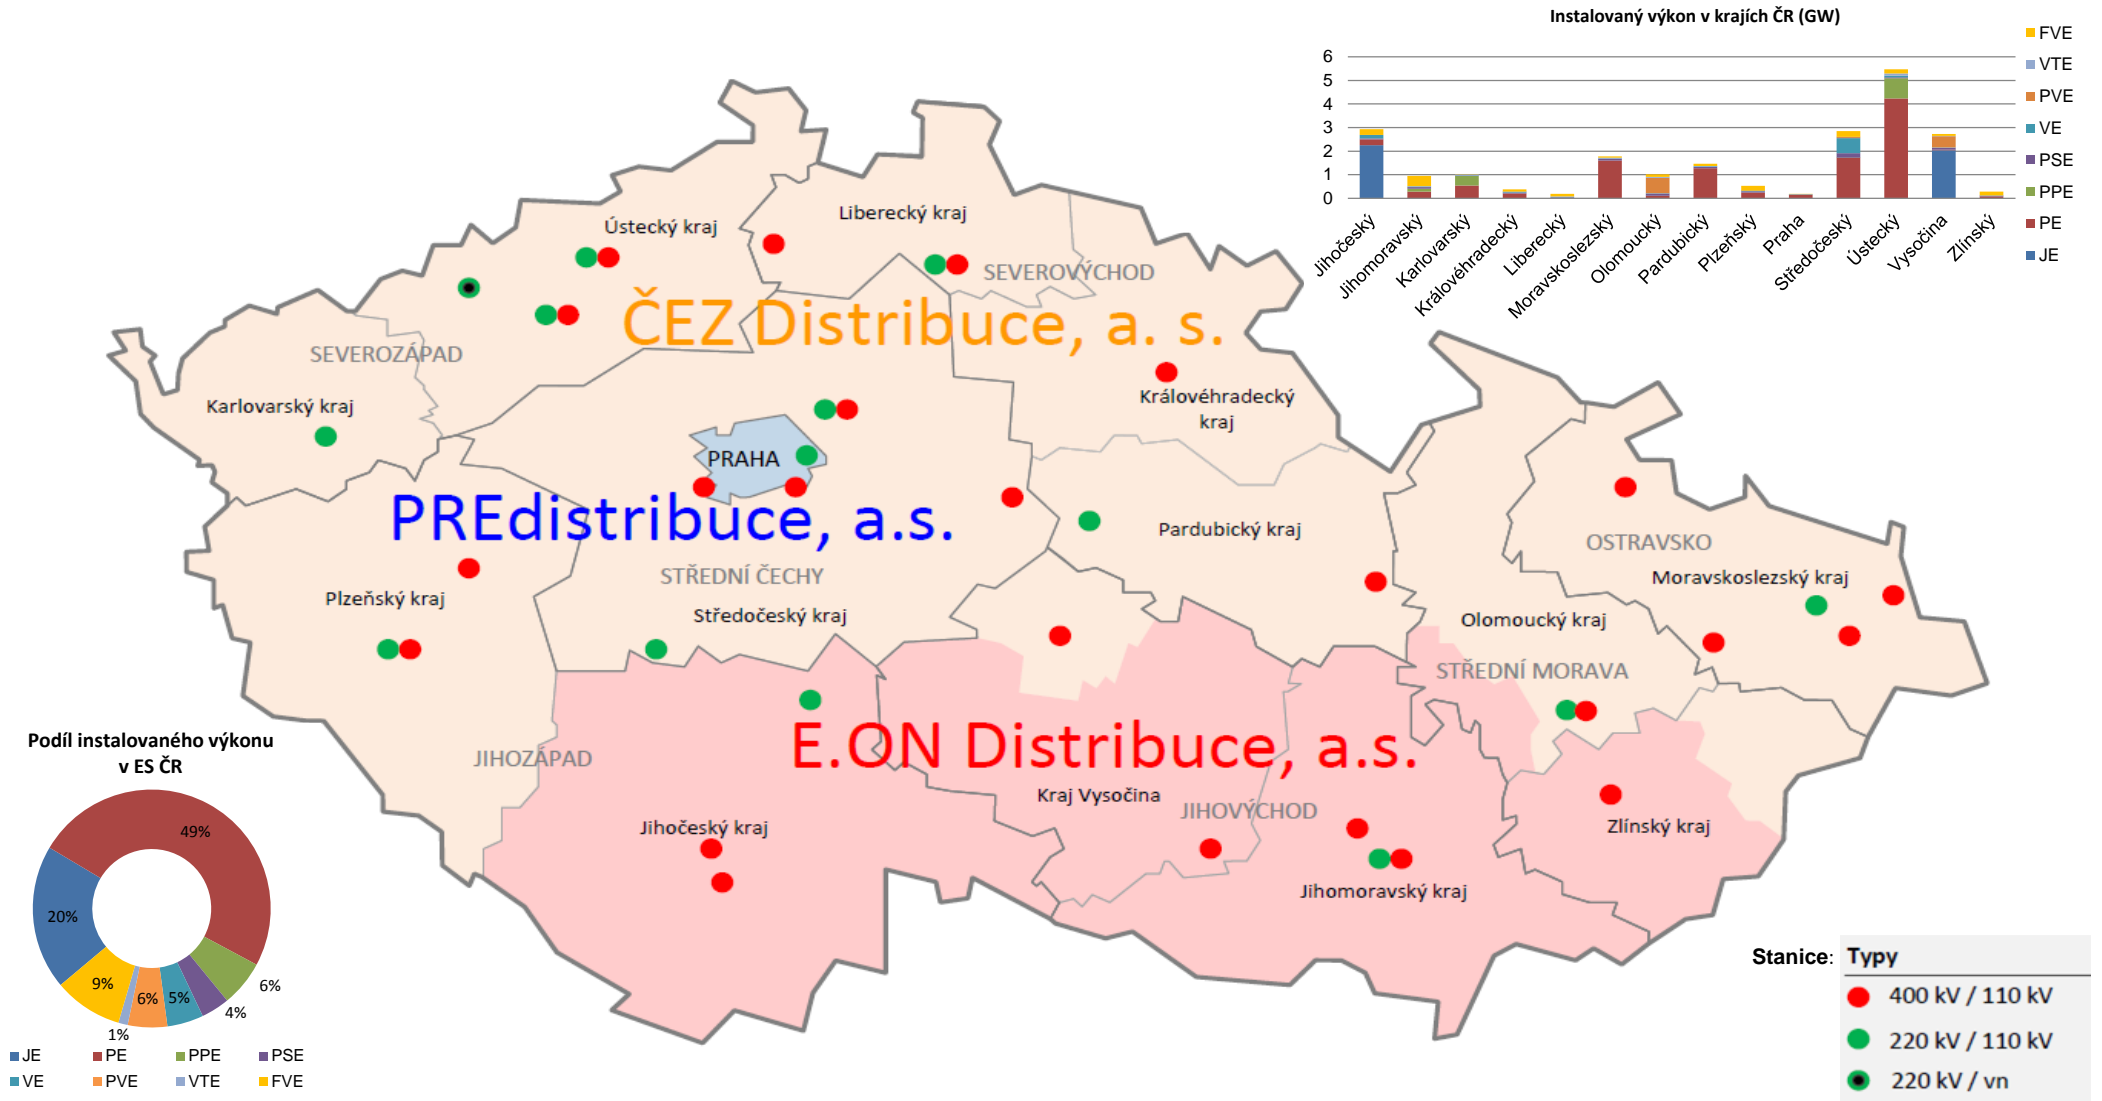 Instalovaný výkon v krajích ČR (GW)
6
5
4
3
2
1
0
Jihočeský
Jihomoravský
Karlovarský
Královéhradecký
Liberecký
Moravskoslezský
Olomoucký
Pardubický
Plzeňský
Praha
Středočeský
Ústecký
Vysočina
Zlínský
FVE
VTE
PVE
VE
PSE
PPE
PE
JE
Liberecký kraj
Ústecký kraj
SEVEROVÝCHOD
ČEZ Distribuce, a. s.
SEVEROZÁPAD
Karlovarský kraj
Královéhradecký
kraj
PRAHA
PREdistribuce, a.s.
Pardubický kraj
OSTRAVSKO
STŘEDNÍ ČECHY
Moravskoslezský kraj
Plzeňský kraj
Středočeský kraj
Olomoucký kraj
STŘEDNÍ MORAVA
E.ON Distribuce, a.s.
JIHOZÁPAD
Kraj Vysočina
JIHOVÝCHOD
Jihočeský kraj
Zlínský kraj
Jihomoravský kraj
Podíl instalovaného výkonu
v ES ČR
49%
20%
9%
6%
5%
6%
4%
1%
JE PE PPE PSE
VE PVE VTE FVE
Stanice: Typy
400 kV / 110 kV
220 kV / 110 kV
220 kV / vn